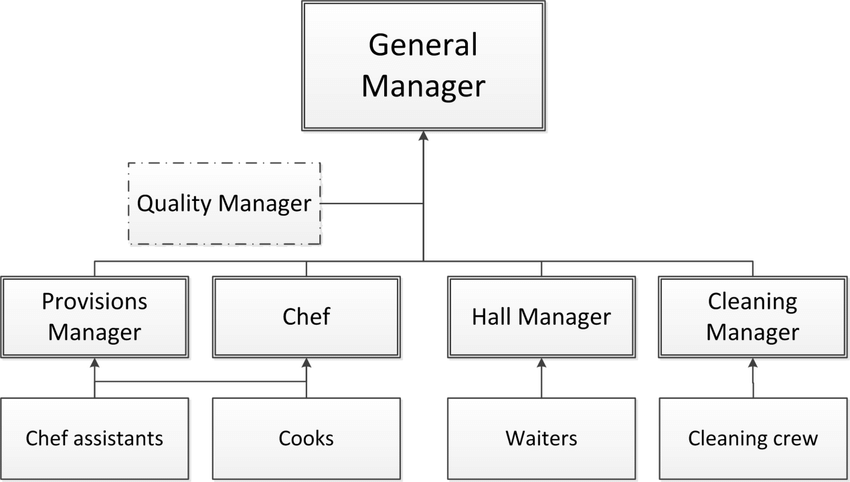 General
Manager
Quality Manager
Provisions
Manager
Chef
Hall Manager
Cleaning
Manager
Chef assistants
Cooks
Waiters
Cleaning crew